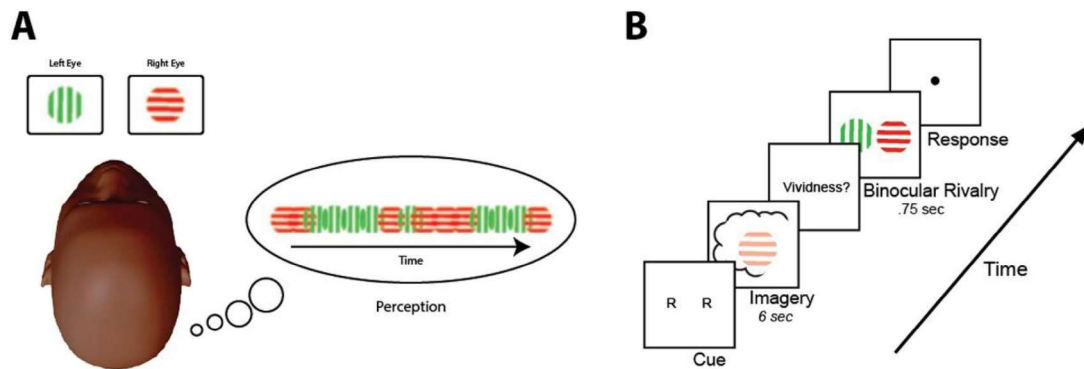 A
Left Eye
Right Eye
Time
Perception
B
R R
Cue
Imagery
6 sec
Vividness?
Binocular Rivalry
.75 sec
Response
Time